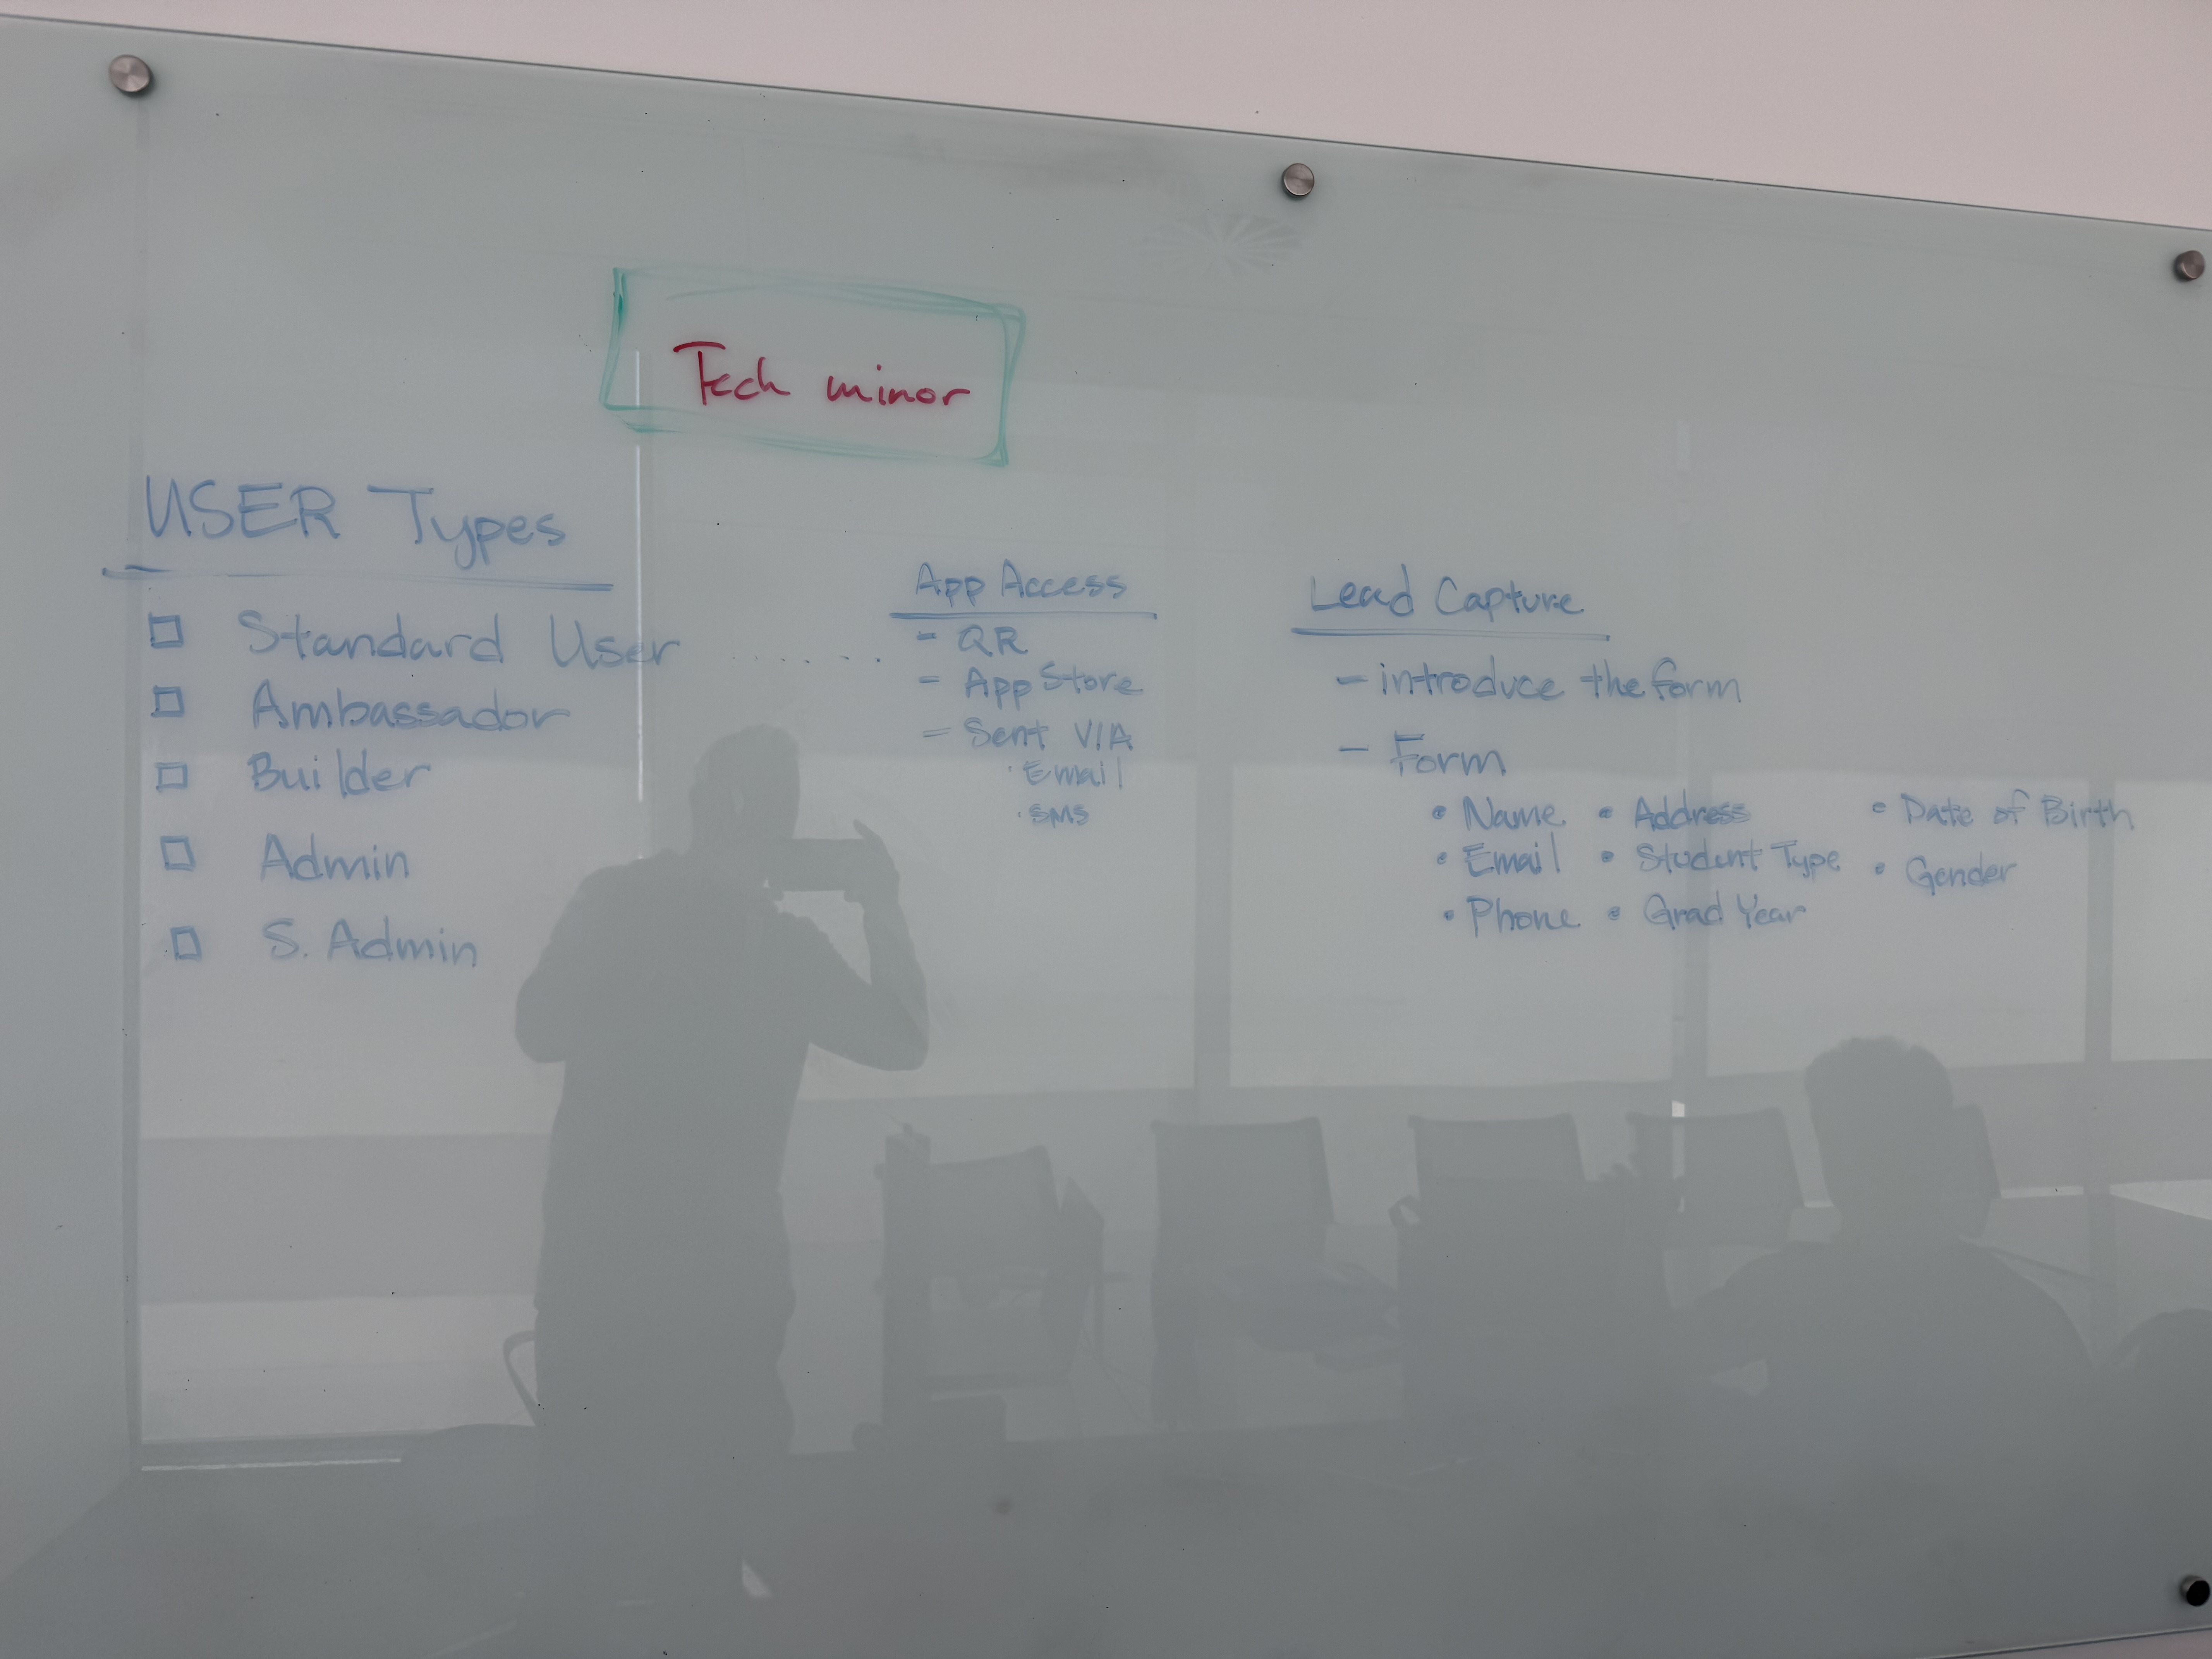 Tech minor
USER Types
□ Standard User ......
□ Ambassador
□ Builder
□ Admin
□ S. Admin
App Access
- QR
- App Store
- Sent VIA
· Email
· SMS
Lead Capture
- introduce the form
- Form
• Name • Address • Date of Birth
• Email • Student Type • Gender
• Phone • Grad Year